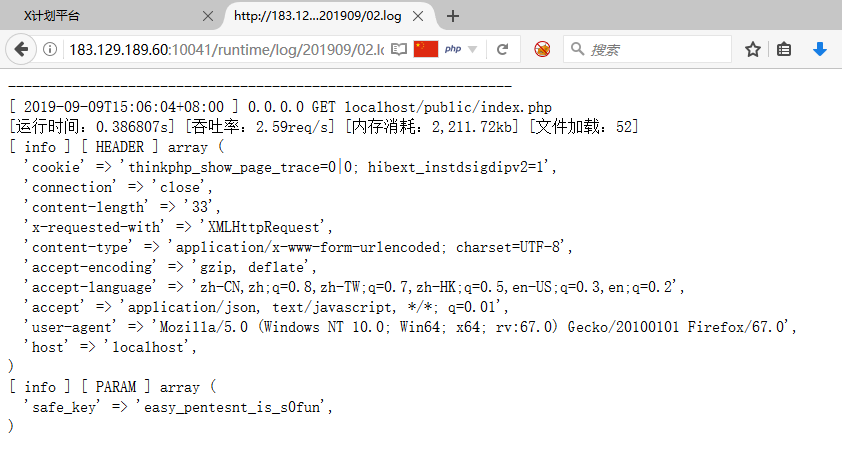 X计划平台
http://183.12...201909/02.log
183.129.189.60:10041/runtime/log/201909/02.lo
php
搜索
---------------------------------------------------------------
[ 2019-09-09T15:06:04+08:00 ] 0.0.0.0 GET localhost/public/index.php
[运行时间：0.386807s] [吞吐率：2.59req/s] [内存消耗：2,211.72kb] [文件加载：52]
[ info ] [ HEADER ] array (
  'cookie' => 'thinkphp_show_page_trace=0|0; hibext_instdsigdipv2=1',
  'connection' => 'close',
  'content-length' => '33',
  'x-requested-with' => 'XMLHttpRequest',
  'content-type' => 'application/x-www-form-urlencoded; charset=UTF-8',
  'accept-encoding' => 'gzip, deflate',
  'accept-language' => 'zh-CN,zh;q=0.8,zh-TW;q=0.7,zh-HK;q=0.5,en-US;q=0.3,en;q=0.2',
  'accept' => 'application/json, text/javascript, */*; q=0.01',
  'user-agent' => 'Mozilla/5.0 (Windows NT 10.0; Win64; x64; rv:67.0) Gecko/20100101 Firefox/67.0',
  'host' => 'localhost',
)
[ info ] [ PARAM ] array (
  'safe_key' => 'easy_pentesnt_is_s0fun',
)